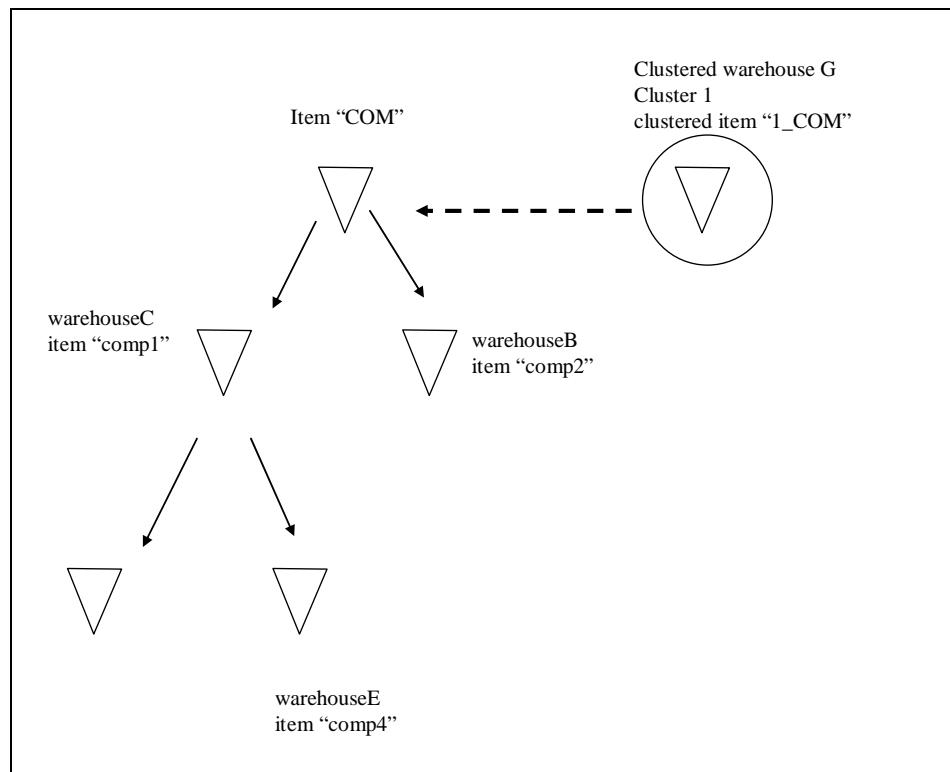 Clustered warehouse G
Cluster 1
clustered item “1_COM”
Item “COM”
warehouseC
item “comp1”
warehouseB
item “comp2”
warehouseE
item “comp4”